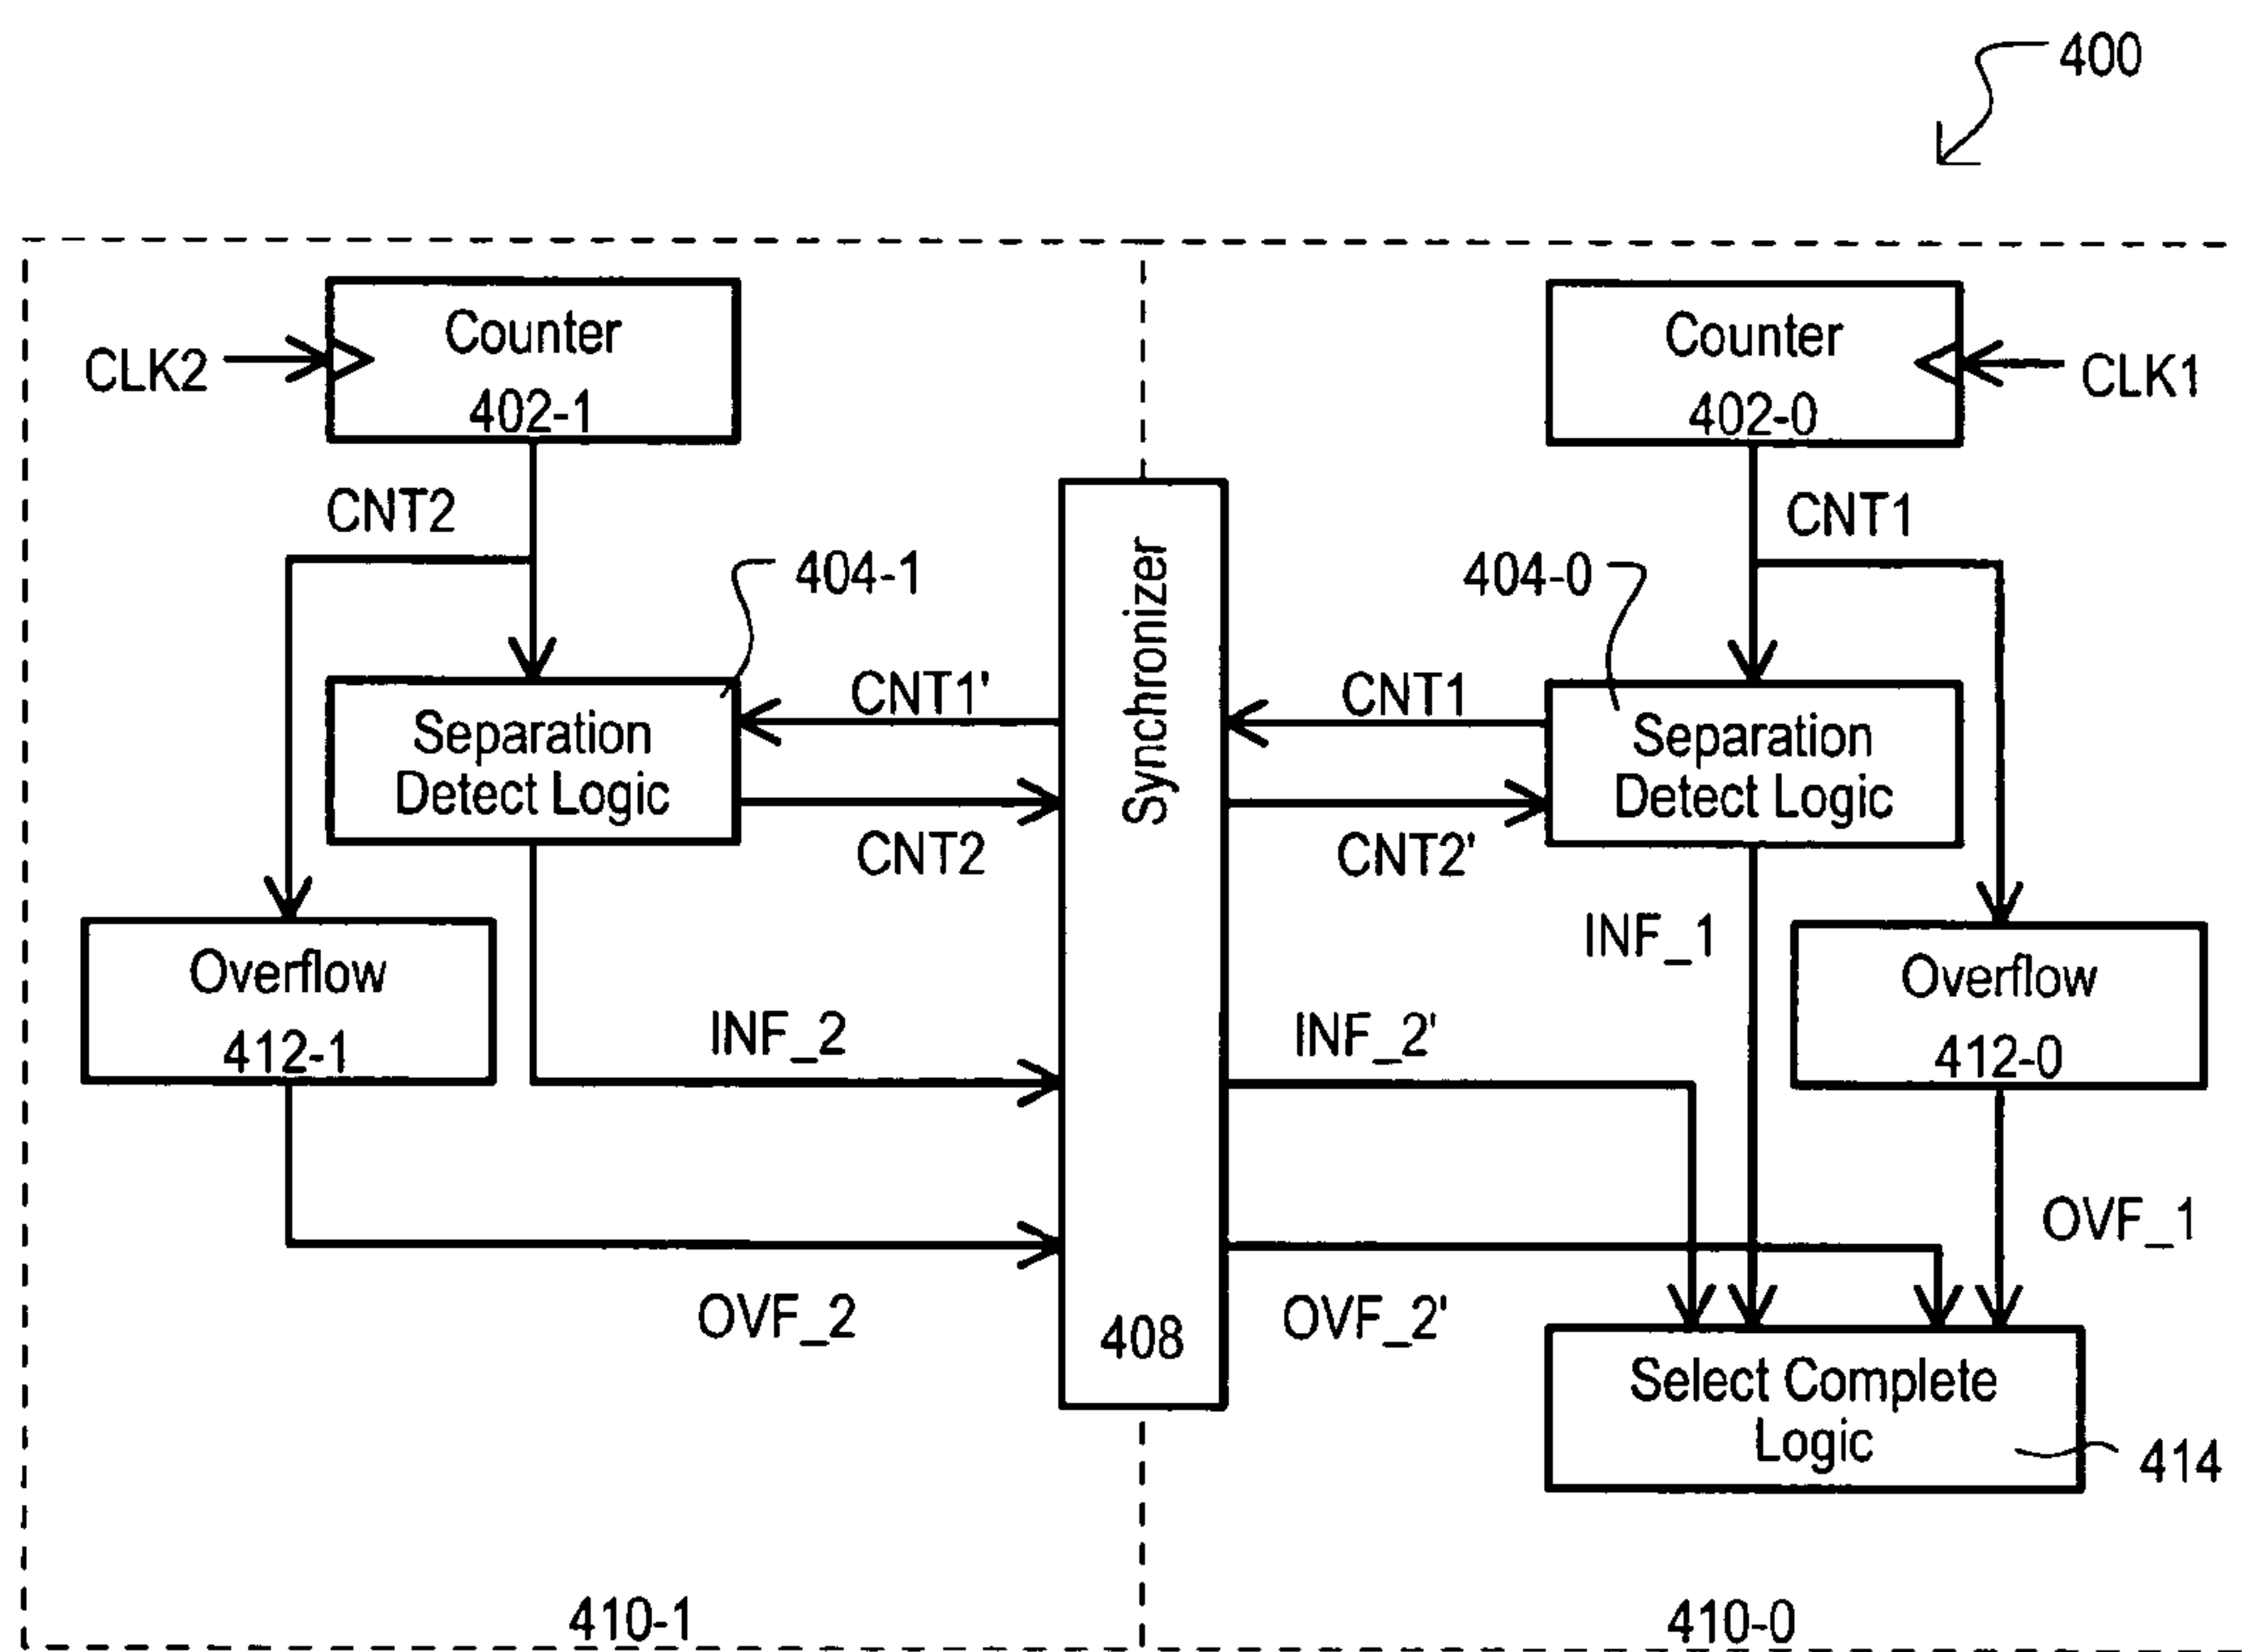 400
Counter
402-1
CLK2
Counter
402-0
CLK1
CNT2
CNT1
404-1
404-0
Synchronizer
408
Separation
Detect Logic
CNT1'
CNT1
Separation
Detect Logic
CNT2
CNT2'
INF_1
Overflow
412-1
Overflow
412-0
INF_2
INF_2'
OVF_1
OVF_2
OVF_2'
Select Complete
Logic
414
410-1
410-0